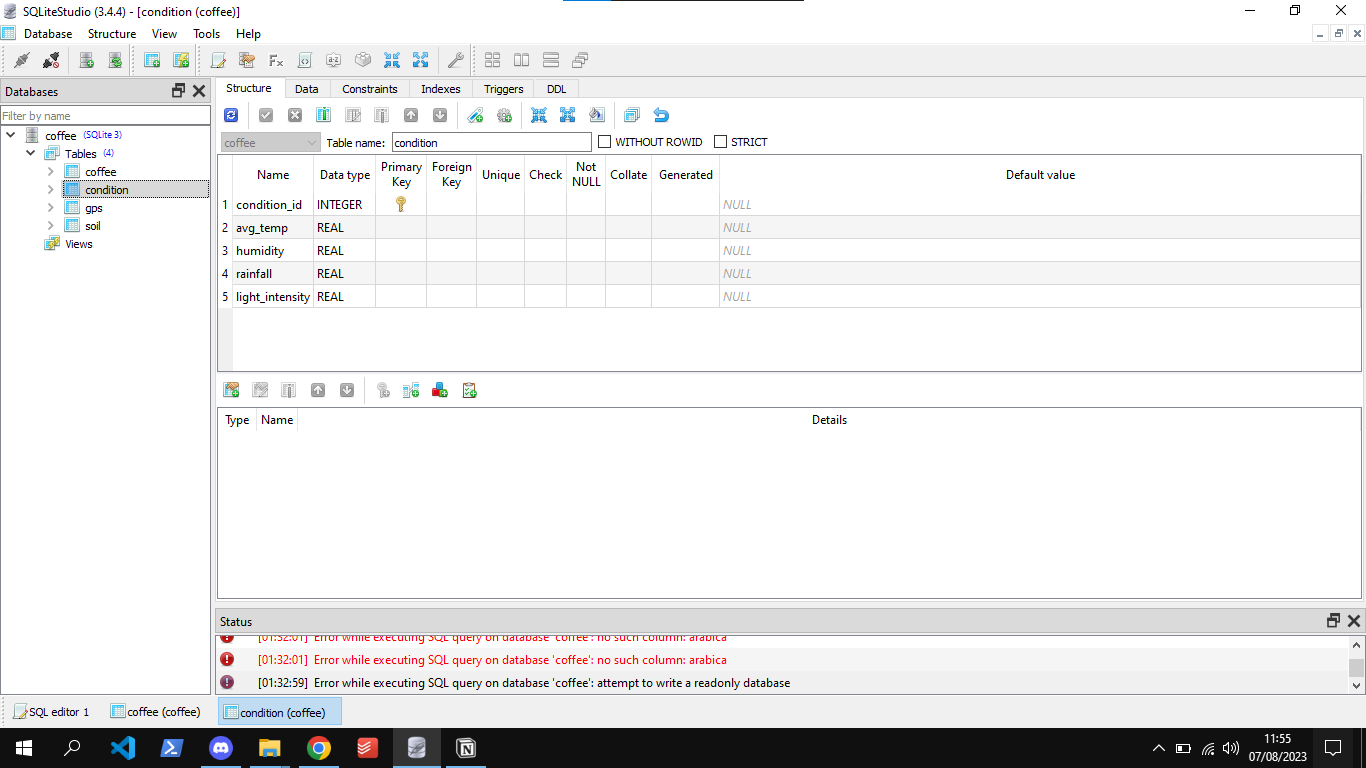 SQLiteStudio (3.4.4) - [condition (coffee)]
Database Structure View Tools Help
Databases
Filter by name
coffee (SQLite 3)
Tables (4)
coffee
condition
gps
soil
Views
Structure Data Constraints Indexes Triggers DDL
coffee Table name: condition WITHOUT ROWID STRICT
Name Data type Primary Key Foreign Key Unique Check Not NULL Collate Generated Default value
1 condition_id INTEGER NULL
2 avg_temp REAL NULL
3 humidity REAL NULL
4 rainfall REAL NULL
5 light_intensity REAL NULL
Type Name Details
Status
[01:32:01] Error while executing SQL query on database 'coffee': no such column: arabica
[01:32:01] Error while executing SQL query on database 'coffee': no such column: arabica
[01:32:59] Error while executing SQL query on database 'coffee': attempt to write a readonly database
SQL editor 1 coffee (coffee) condition (coffee)
11:55
07/08/2023